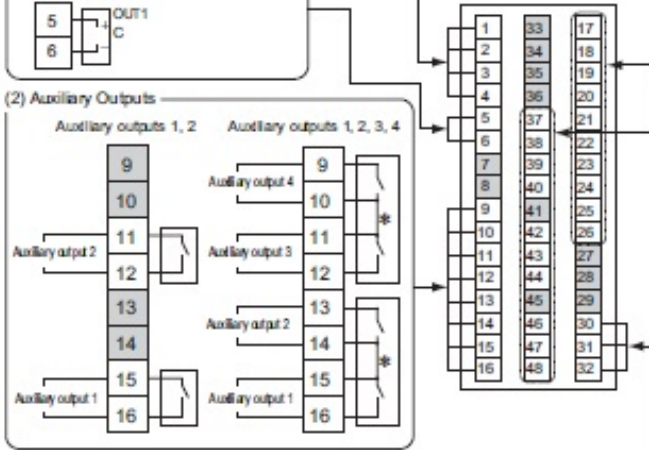 5 OUT1
+
C
6 −
(2) Auxiliary Outputs
Auxiliary outputs 1, 2
9
10
Auxiliary output 2
11
12
13
14
Auxiliary output 1
15
16
Auxiliary outputs 1, 2, 3, 4
Auxiliary output 4
9
10
*
Auxiliary output 3
11
12
Auxiliary output 2
13
14
*
Auxiliary output 1
15
16
1 33 17
2 34 18
3 35 19
4 36 20
5 37 21
6 38 22
7 39 23
8 40 24
9 41 25
10 42 26
11 43 27
12 44 28
13 45 29
14 46 30
15 47 31
16 48 32